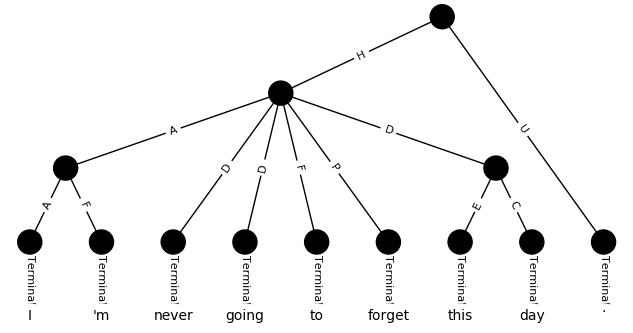 H
A D D F P D U
A F E C
Terminal Terminal Terminal Terminal Terminal Terminal Terminal Terminal Terminal
I 'm never going to forget this day .